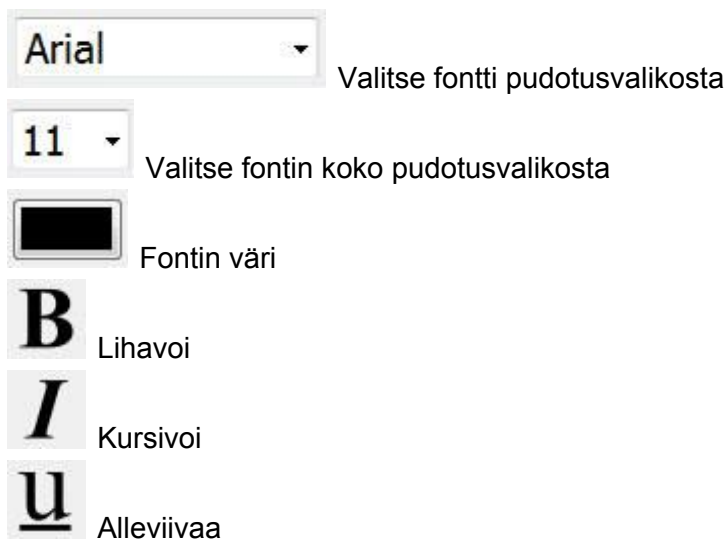 Arial Valitse fontti pudotusvalikosta
11 Valitse fontin koko pudotusvalikosta
Fontin väri
B Lihavoi
I Kursivoi
u Alleviivaa